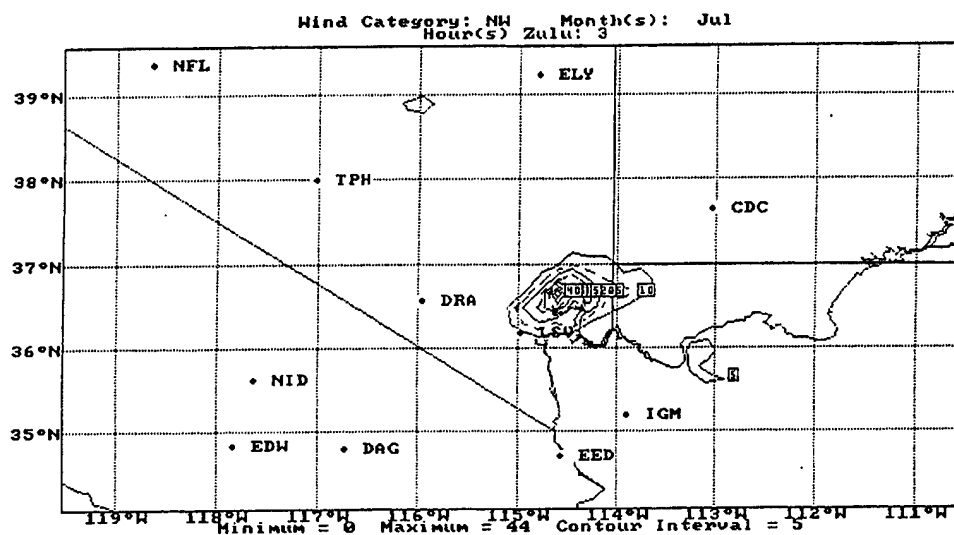 Wind Category: NW Month(s): Jul
Hour(s) Zulu: 3
NFL
ELY
39°N
38°N
TPH
CDC
37°N
DRA
40
10
LSV
36°N
5
NID
IGM
35°N
EDW
DAG
EED
119°W 118°W 117°W 116°W 115°W 114°W 113°W 112°W 111°W
Minimum = 0 Maximum = 44 Contour Interval = 5